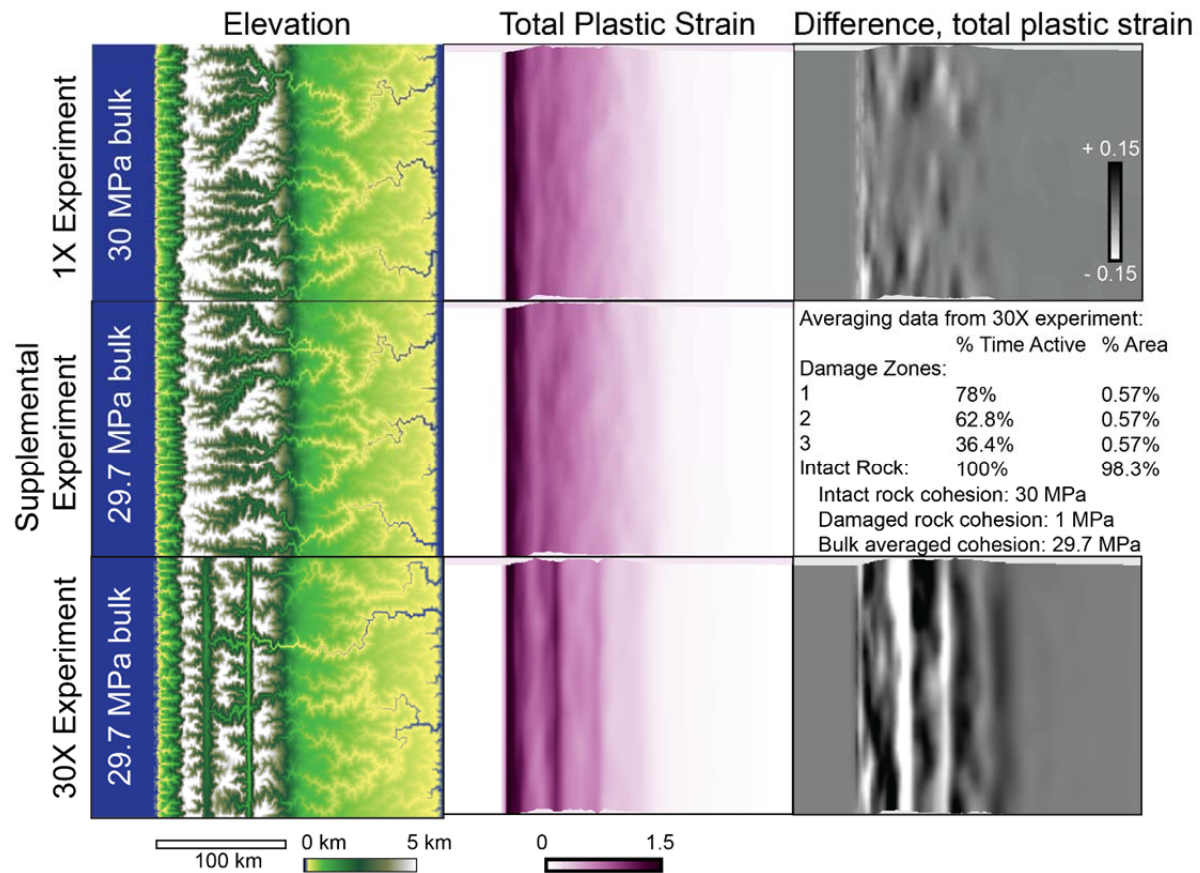 Elevation
Total Plastic Strain
Difference, total plastic strain
1X Experiment
30 MPa bulk
+ 0.15
- 0.15
Supplemental
Experiment
29.7 MPa bulk
Averaging data from 30X experiment:
% Time Active % Area
Damage Zones:
1 78% 0.57%
2 62.8% 0.57%
3 36.4% 0.57%
Intact Rock: 100% 98.3%
Intact rock cohesion: 30 MPa
Damaged rock cohesion: 1 MPa
Bulk averaged cohesion: 29.7 MPa
30X Experiment
29.7 MPa bulk
100 km
0 km 5 km
0 1.5